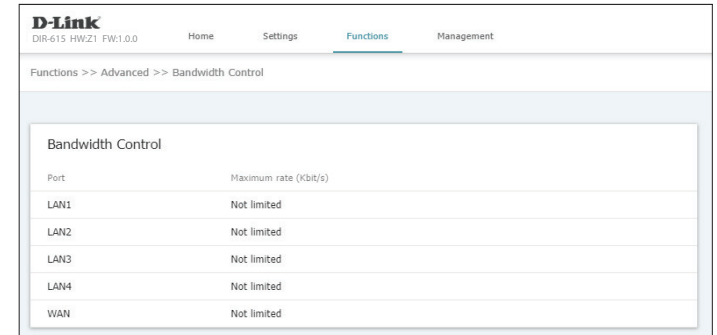 D-Link
DIR-615 HW:Z1 FW:1.0.0 Home Settings Functions Management
Functions >> Advanced >> Bandwidth Control
Bandwidth Control
Port Maximum rate (Kbit/s)
LAN1 Not limited
LAN2 Not limited
LAN3 Not limited
LAN4 Not limited
WAN Not limited